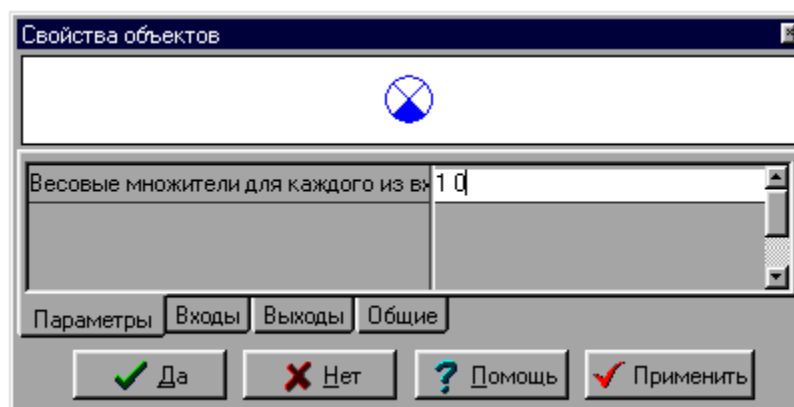 Свойства объектов
Весовые множители для каждого из вх 1 0
Параметры Входы Выходы Общие
Да Нет Помощь Применить